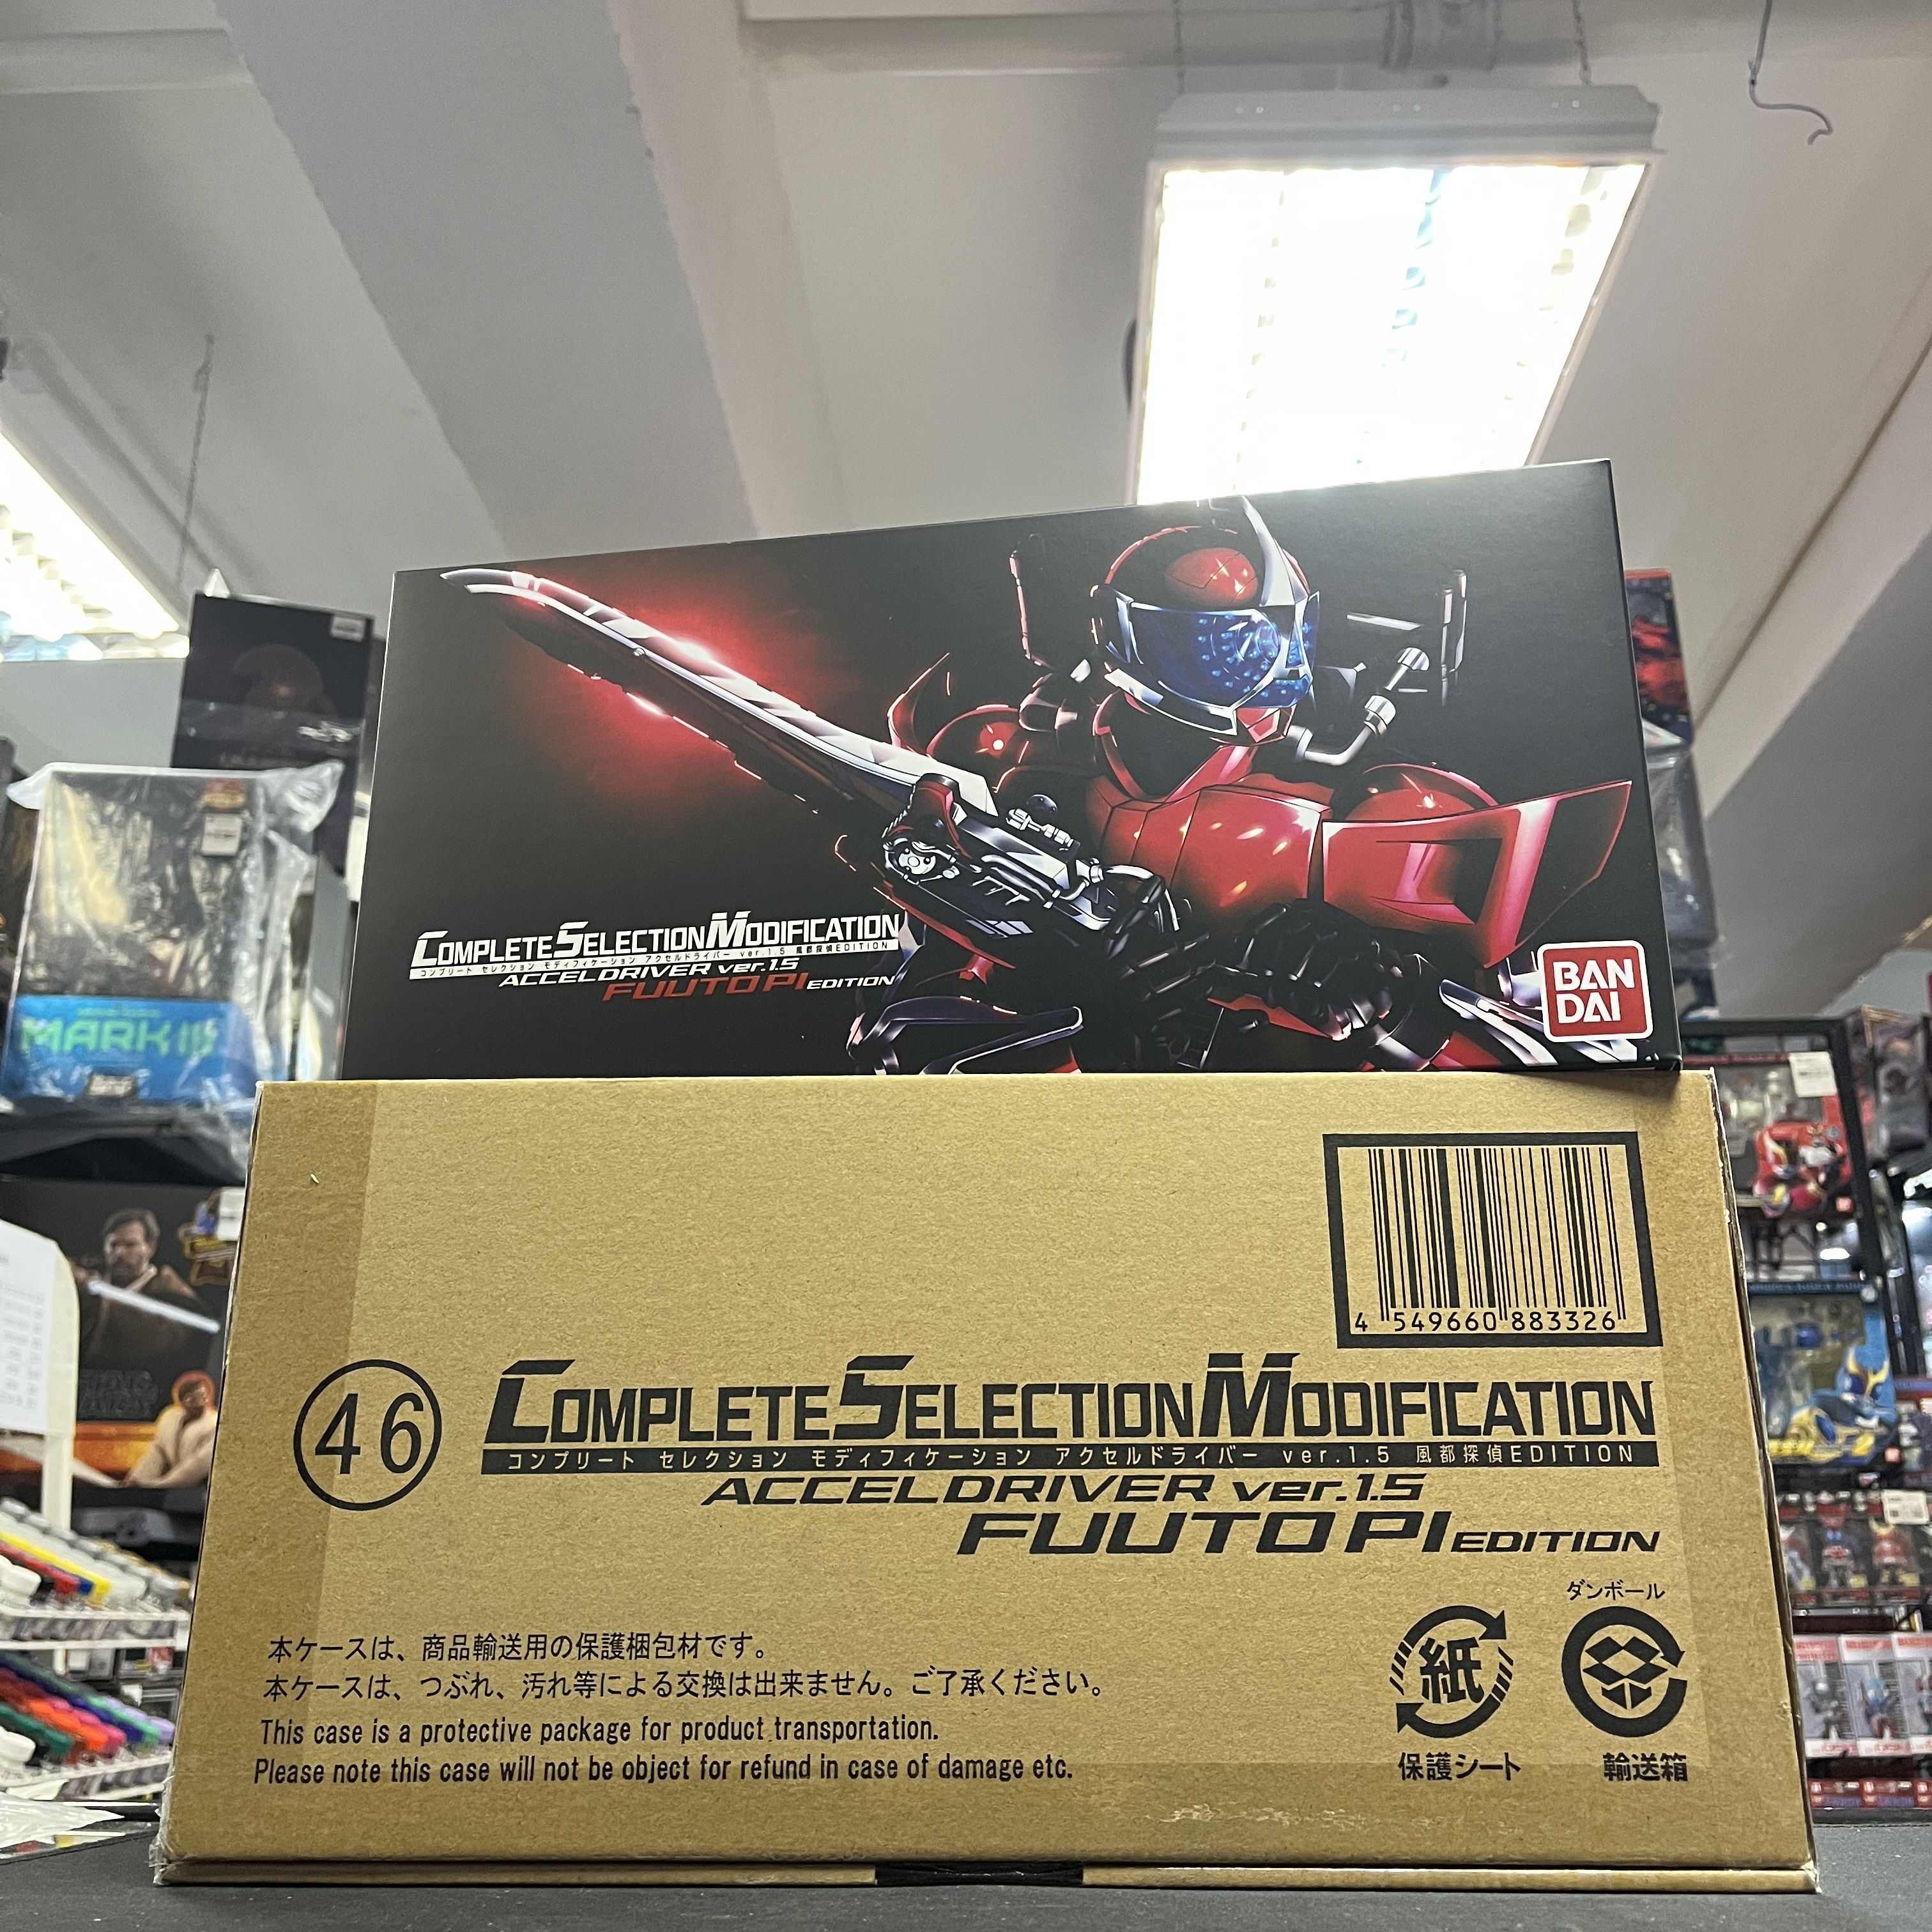 COMPLETE SELECTION MODIFICATION
コンプリート セレクション モディフィケーション アクセルドライバー ver.1.5 風都探偵EDITION
ACCEL DRIVER ver.1.5
FUUTO PI EDITION
BAN
DAI
MARK III
4 549660 883326
46
COMPLETE SELECTION MODIFICATION
コンプリート セレクション モディフィケーション アクセルドライバー ver.1.5 風都探偵EDITION
ACCEL DRIVER ver.1.5
FUUTO PI EDITION
本ケースは、商品輸送用の保護梱包材です。
本ケースは、つぶれ、汚れ等による交換は出来ません。ご了承ください。
This case is a protective package for product transportation.
Please note this case will not be object for refund in case of damage etc.
紙
保護シート
ダンボール
輸送箱